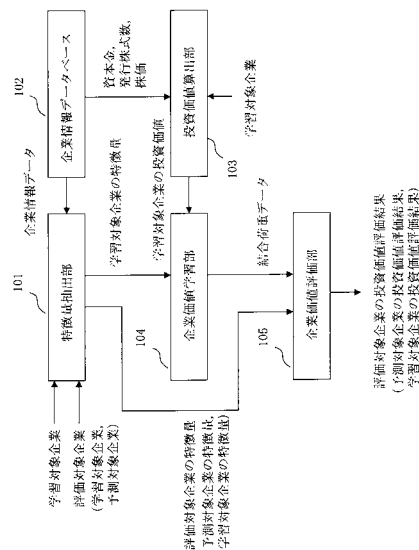 学習対象企業
評価対象企業
(学習対象企業,
予測対象企業)
101
特徴量抽出部
企業情報データ
102
企業情報データベース
資本金,
発行株式数,
株価
学習対象企業の特徴量
学習対象企業の投資価値
104
企業価値学習部
103
投資価値算出部
学習対象企業
評価対象企業の特徴量
予測対象企業の特徴量,
学習対象企業の特徴量)
結合荷重データ
105
企業価値評価部
評価対象企業の投資価値評価結果
(予測対象企業の投資価値評価結果,
学習対象企業の投資価値評価結果)